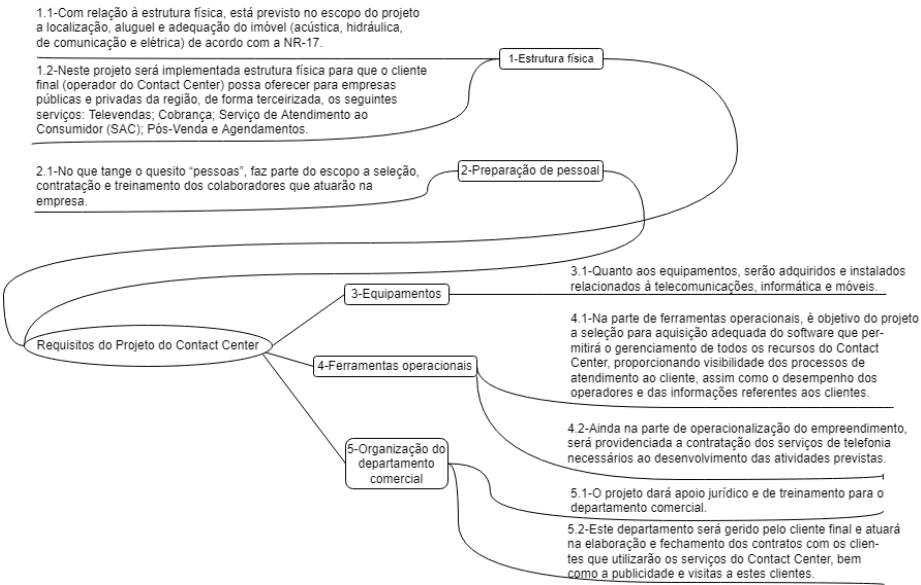 1.1-Com relação à estrutura física, está previsto no escopo do projeto
a localização, aluguel e adequação do imóvel (acústica, hidráulica,
de comunicação e elétrica) de acordo com a NR-17.
1-Estrutura física
1.2-Neste projeto será implementada estrutura física para que o cliente
final (operador do Contact Center) possa oferecer para empresas
públicas e privadas da região, de forma terceirizada, os seguintes
serviços: Televendas; Cobrança; Serviço de Atendimento ao
Consumidor (SAC); Pós-Venda e Agendamentos.
2.1-No que tange o quesito “pessoas”, faz parte do escopo a seleção,
contratação e treinamento dos colaboradores que atuarão na
empresa.
2-Preparação de pessoal
3.1-Quanto aos equipamentos, serão adquiridos e instalados
relacionados à telecomunicações, informática e móveis.
3-Equipamentos
Requisitos do Projeto do Contact Center
4.1-Na parte de ferramentas operacionais, é objetivo do projeto
a seleção para aquisição adequada do software que per-
mitirá o gerenciamento de todos os recursos do Contact
Center, proporcionando visibilidade dos processos de
atendimento ao cliente, assim como o desempenho dos
operadores e das informações referentes aos clientes.
4-Ferramentas operacionais
4.2-Ainda na parte de operacionalização do empreendimento,
será providenciada a contratação dos serviços de telefonia
necessários ao desenvolvimento das atividades previstas.
5-Organização do
departamento
comercial
5.1-O projeto dará apoio jurídico e de treinamento para o
departamento comercial.
5.2-Este departamento será gerido pelo cliente final e atuará
na elaboração e fechamento dos contratos com os clien-
tes que utilizarão os serviços do Contact Center, bem
como a publicidade e visitas a estes clientes.